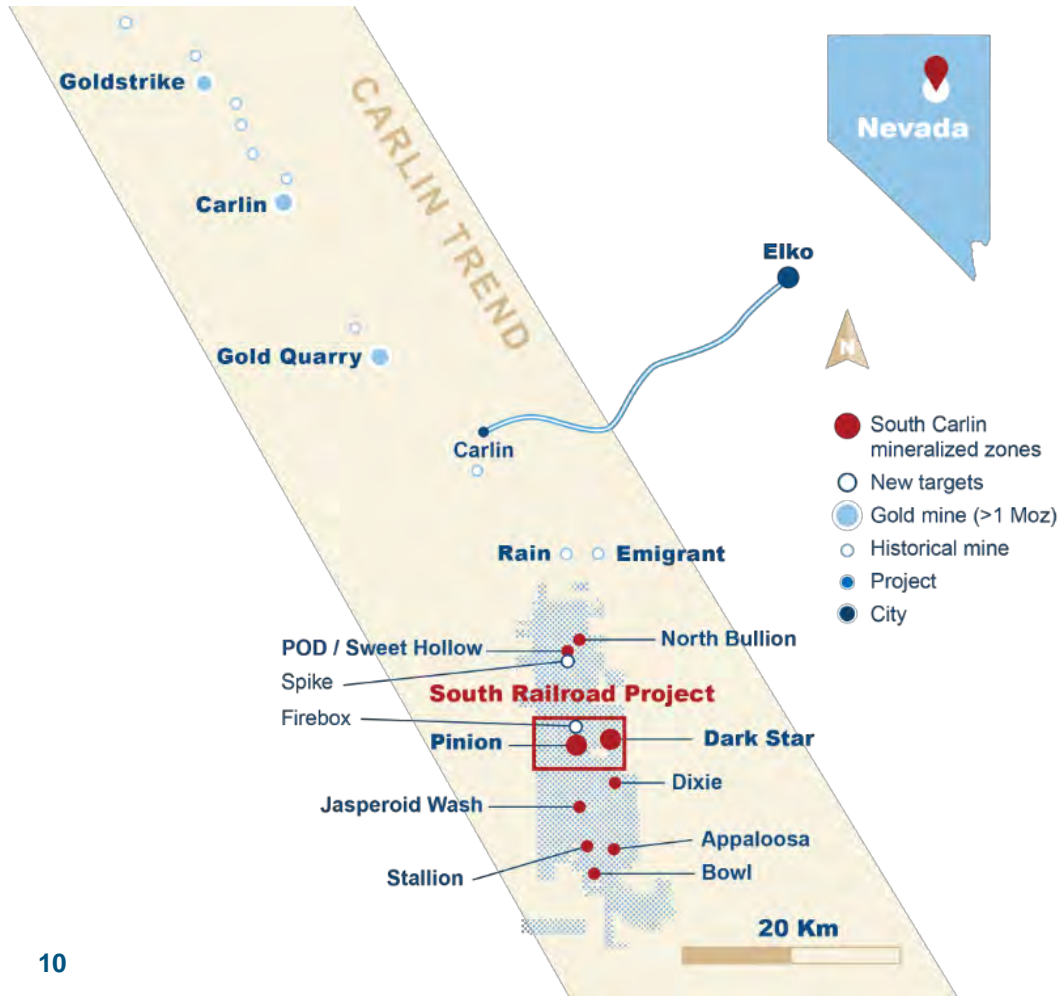 Goldstrike
CARLIN TREND
Nevada
Carlin
Elko
N
Gold Quarry
Carlin
South Carlin
mineralized zones
New targets
Gold mine (>1 Moz)
Historical mine
Project
City
Rain
Emigrant
North Bullion
POD / Sweet Hollow
Spike
South Railroad Project
Firebox
Pinion
Dark Star
Dixie
Jasperoid Wash
Appaloosa
Stallion
Bowl
20 Km
10